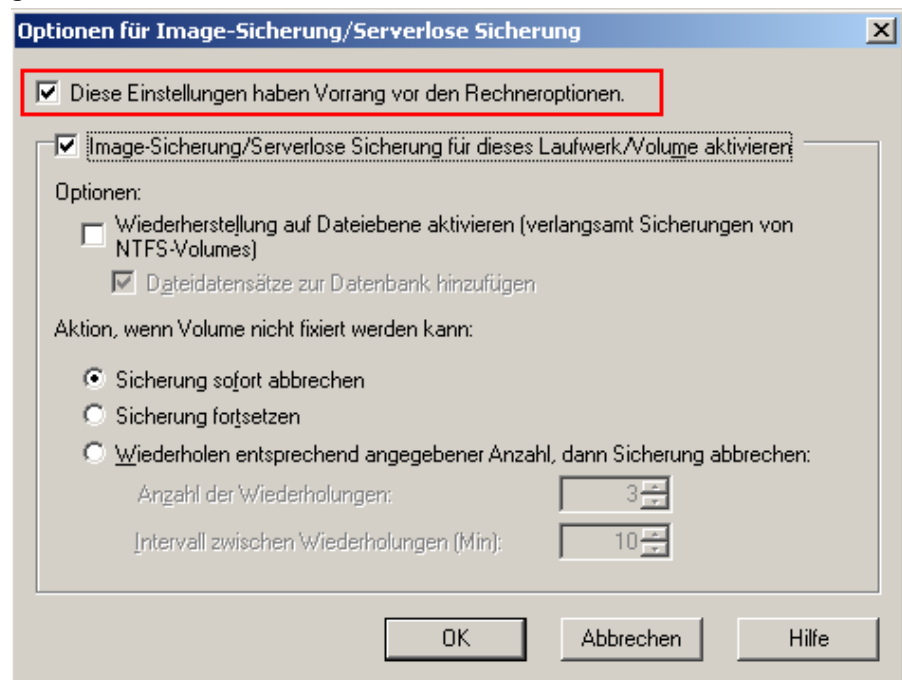 Optionen für Image-Sicherung/Serverlose Sicherung
Diese Einstellungen haben Vorrang vor den Rechneroptionen.
Image-Sicherung/Serverlose Sicherung für dieses Laufwerk/Volume aktivieren
Optionen:
Wiederherstellung auf Dateiebene aktivieren (verlangsamt Sicherungen von
NTFS-Volumes)
Dateidatensätze zur Datenbank hinzufügen
Aktion, wenn Volume nicht fixiert werden kann:
Sicherung sofort abbrechen
Sicherung fortsetzen
Wiederholen entsprechend angegebener Anzahl, dann Sicherung abbrechen:
Anzahl der Wiederholungen: 3
Intervall zwischen Wiederholungen (Min): 10
OK Abbrechen Hilfe